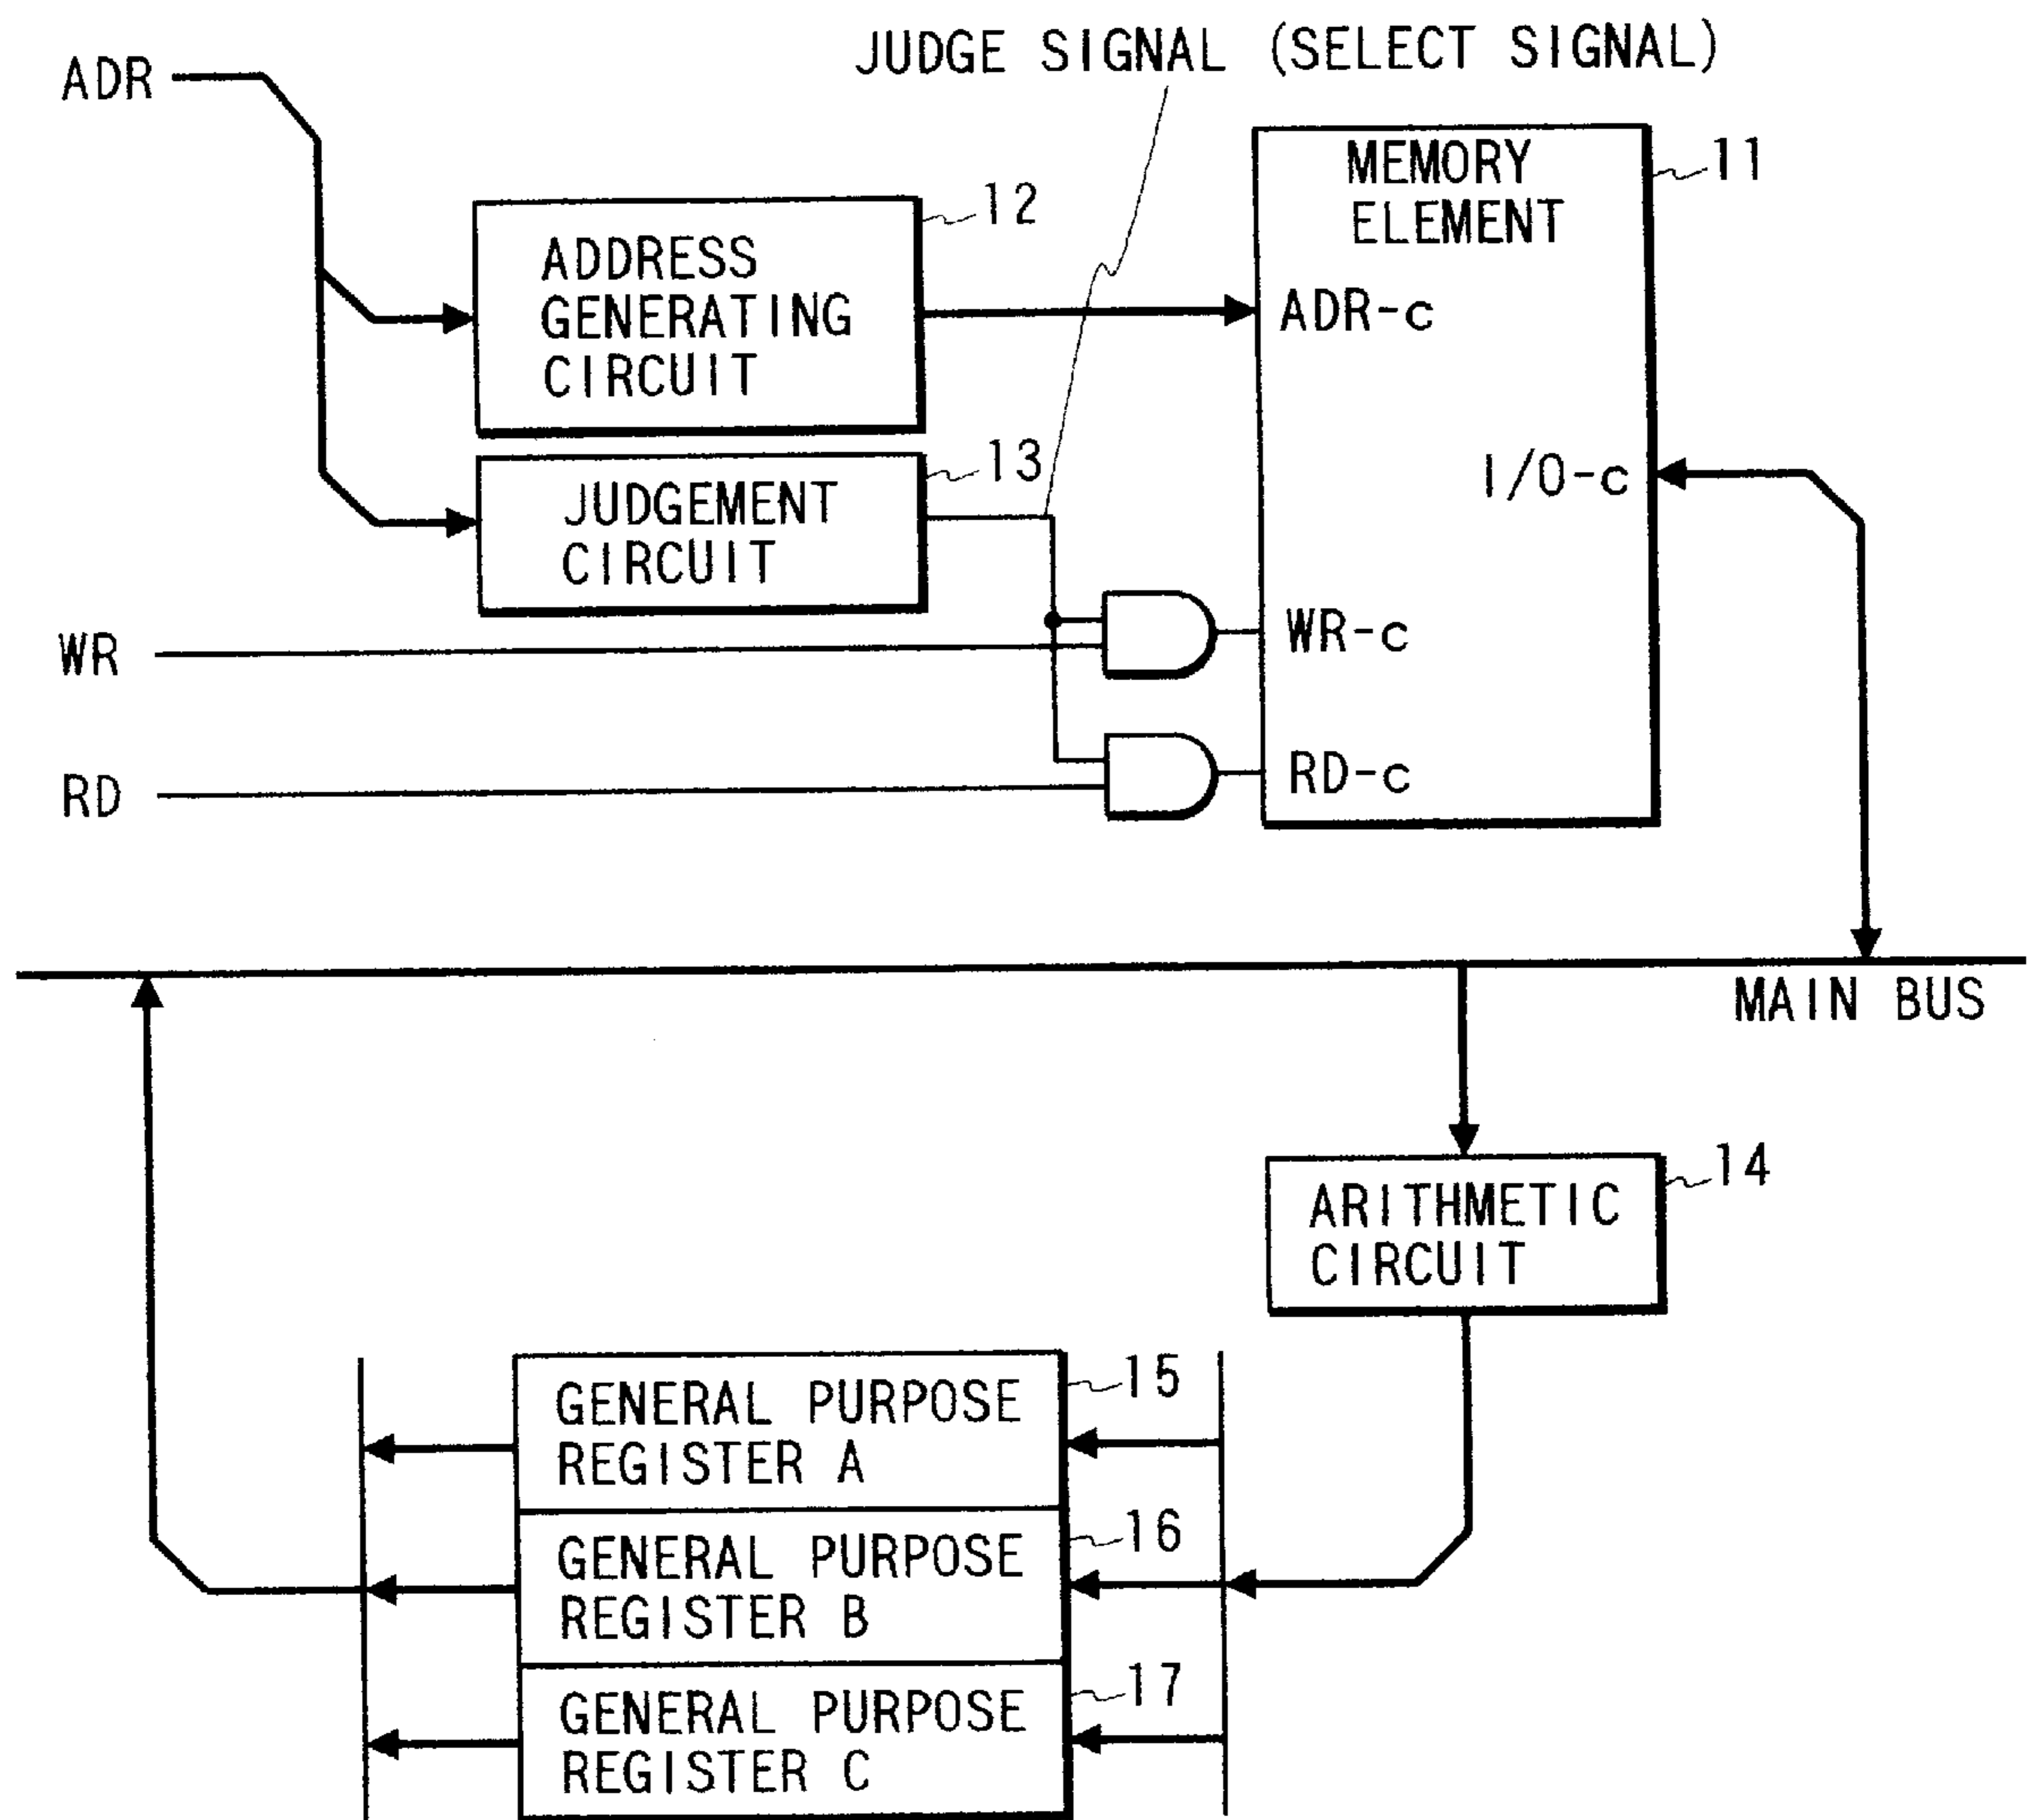 JUDGE SIGNAL (SELECT SIGNAL)
ADR
MEMORY
ELEMENT
11
12
ADDRESS
GENERATING
CIRCUIT
ADR-c
13
JUDGEMENT
CIRCUIT
I/O-c
WR
WR-c
RD
RD-c
MAIN BUS
14
ARITHMETIC
CIRCUIT
15
GENERAL PURPOSE
REGISTER A
16
GENERAL PURPOSE
REGISTER B
17
GENERAL PURPOSE
REGISTER C